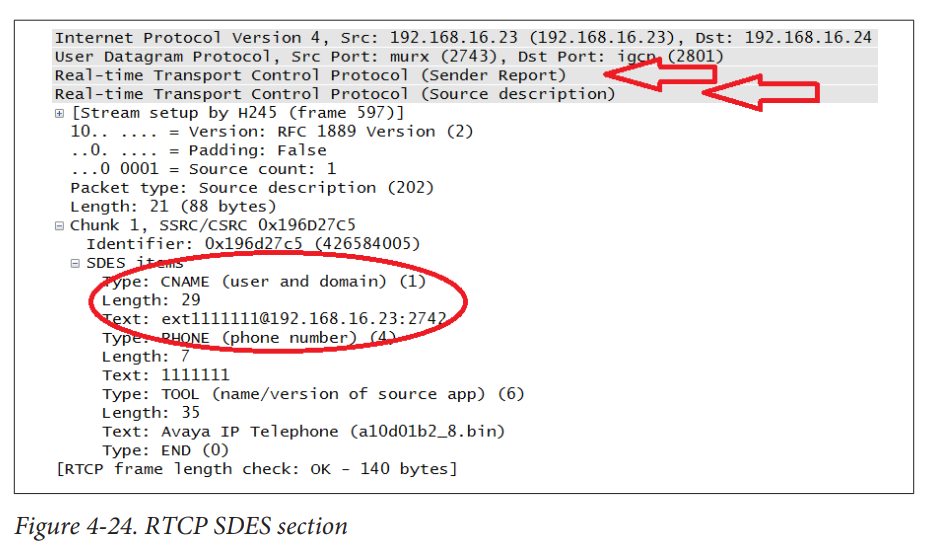 Internet Protocol Version 4, Src: 192.168.16.23 (192.168.16.23), Dst: 192.168.16.24
User Datagram Protocol, Src Port: murx (2743), Dst Port: igcp (2801)
Real-time Transport Control Protocol (Sender Report)
Real-time Transport Control Protocol (Source description)
[Stream setup by H245 (frame 597)]
10.. .... = Version: RFC 1889 Version (2)
..0. .... = Padding: False
...0 0001 = Source count: 1
Packet type: Source description (202)
Length: 21 (88 bytes)
Chunk 1, SSRC/CSRC 0x196D27C5
Identifier: 0x196d27c5 (426584005)
SDES items
Type: CNAME (user and domain) (1)
Length: 29
Text: ext1111111@192.168.16.23:2742
Type: PHONE (phone number) (4)
Length: 7
Text: 1111111
Type: TOOL (name/version of source app) (6)
Length: 35
Text: Avaya IP Telephone (a10d01b2_8.bin)
Type: END (0)
[RTCP frame length check: OK - 140 bytes]
Figure 4-24. RTCP SDES section